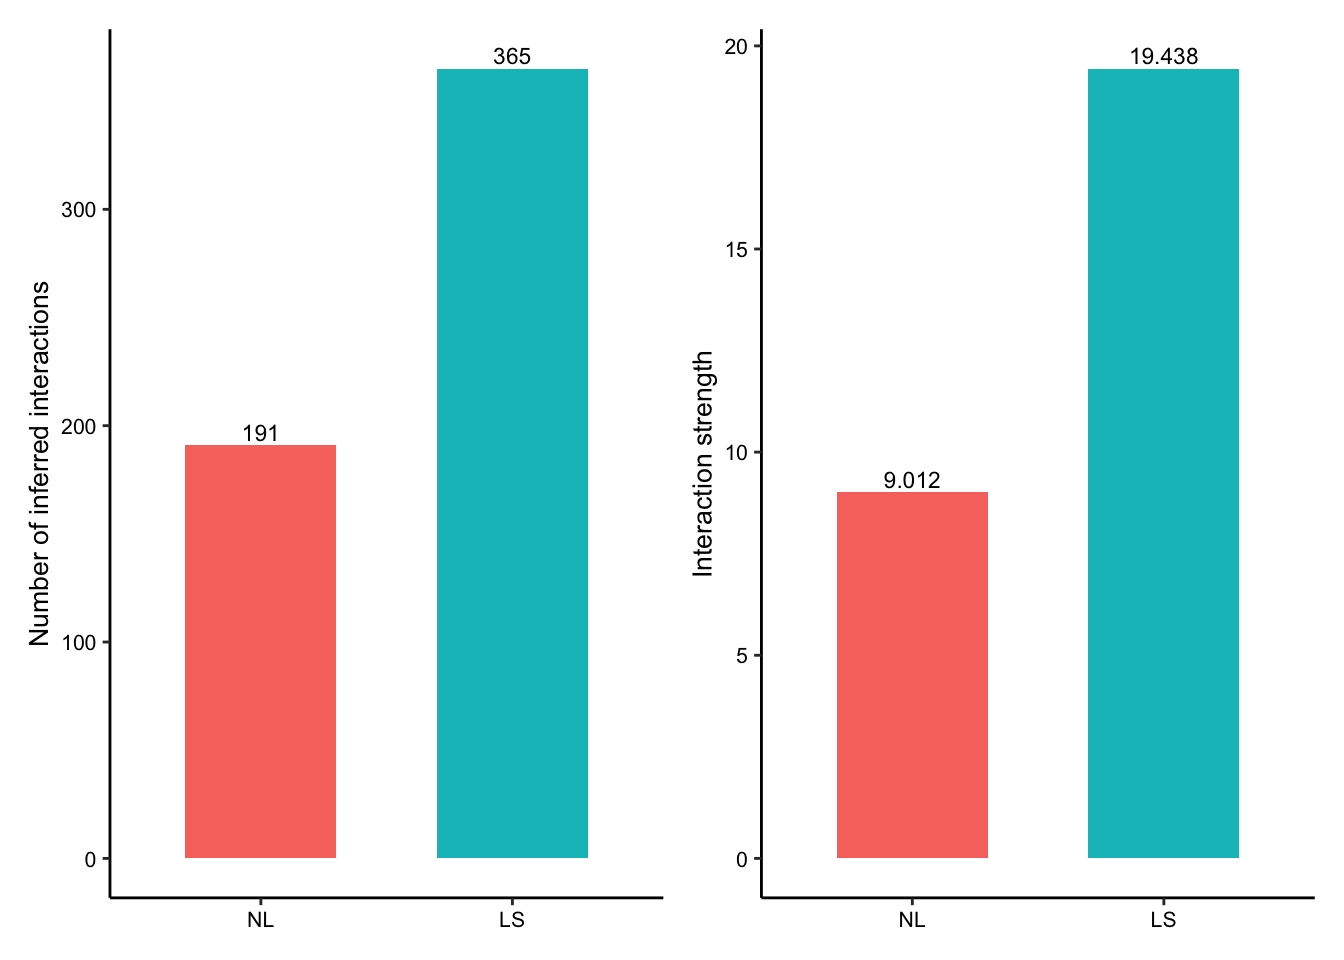 Number of inferred interactions
300
200
100
0
365
191
NL
LS
Interaction strength
20
15
10
5
0
19.438
9.012
NL
LS